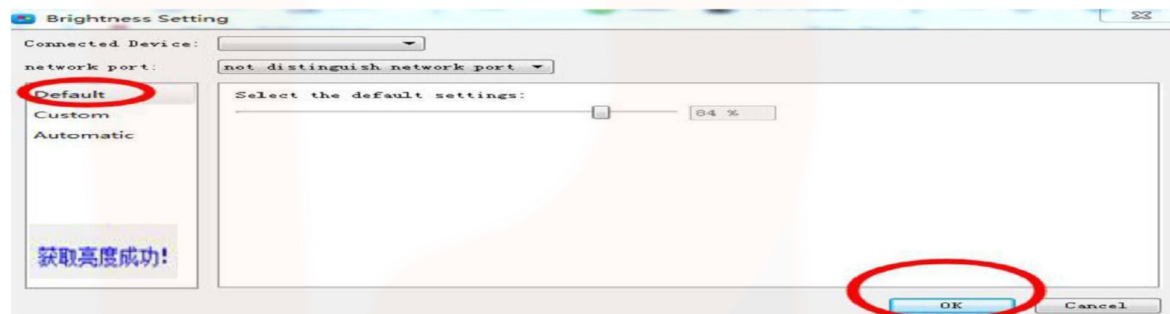 Brightness Setting
Connected Device:
network port: not distinguish network port
Default
Custom
Automatic
Select the default settings:
84 %
获取亮度成功!
OK Cancel